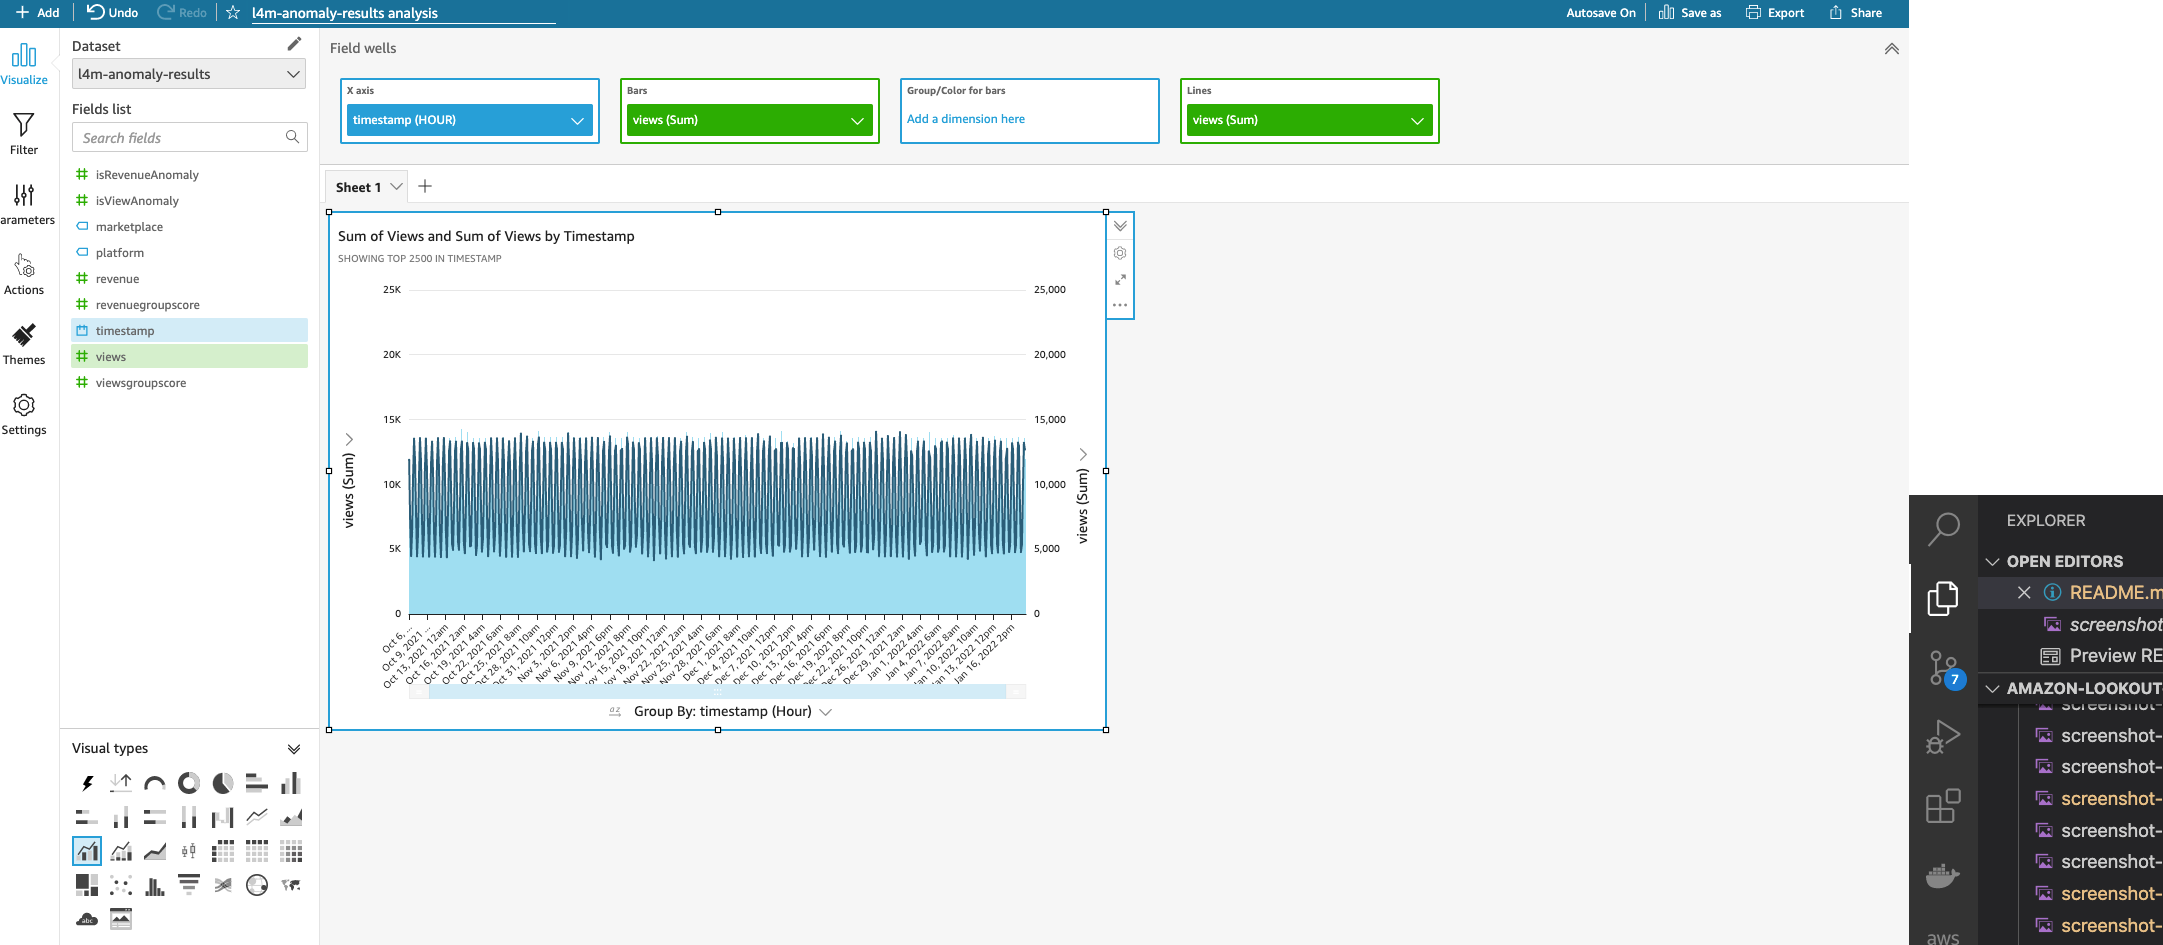 Add
Undo
Redo
l4m-anomaly-results analysis
Autosave On
Save as
Export
Share
Visualize
Filter
arameters
Actions
Themes
Settings
Dataset
l4m-anomaly-results
Fields list
Search fields
isRevenueAnomaly
isViewAnomaly
marketplace
platform
revenue
revenuegroupscore
timestamp
views
viewsgroupscore
Visual types
abc
Field wells
X axis
timestamp (HOUR)
Bars
views (Sum)
Group/Color for bars
Add a dimension here
Lines
views (Sum)
Sheet 1
Sum of Views and Sum of Views by Timestamp
SHOWING TOP 2500 IN TIMESTAMP
25K
20K
15K
10K
5K
0
views (Sum)
25,000
20,000
15,000
10,000
5,000
0
views (Sum)
Oct 6, ...
Oct 9, 2021 ...
Oct 13, 2021 12am
Oct 16, 2021 2am
Oct 19, 2021 4am
Oct 22, 2021 6am
Oct 25, 2021 8am
Oct 28, 2021 10am
Oct 31, 2021 12pm
Nov 3, 2021 2pm
Nov 6, 2021 4pm
Nov 9, 2021 6pm
Nov 12, 2021 8pm
Nov 15, 2021 10pm
Nov 19, 2021 12am
Nov 22, 2021 2am
Nov 25, 2021 4am
Nov 28, 2021 6am
Dec 1, 2021 8am
Dec 4, 2021 10am
Dec 7, 2021 12pm
Dec 10, 2021 2pm
Dec 13, 2021 4pm
Dec 16, 2021 6pm
Dec 19, 2021 8pm
Dec 22, 2021 10pm
Dec 26, 2021 12am
Dec 29, 2021 2am
Jan 1, 2022 4am
Jan 4, 2022 6am
Jan 7, 2022 8am
Jan 10, 2022 10am
Jan 13, 2022 12pm
Jan 16, 2022 2pm
Group By: timestamp (Hour)
EXPLORER
OPEN EDITORS
README.m
screenshot
Preview RE
AMAZON-LOOKOUT
screenshot-
screenshot-
screenshot-
screenshot-
screenshot-
screenshot-
screenshot-
screenshot-
7
aws